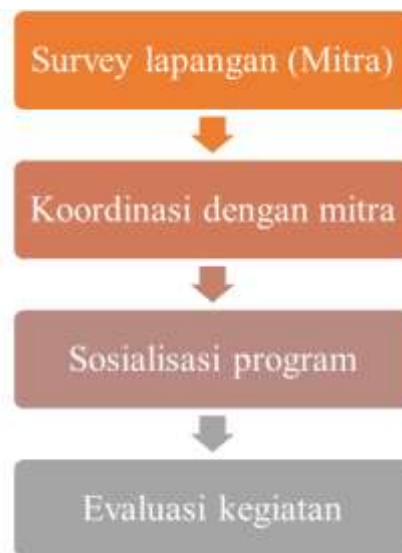 Survey lapangan (Mitra)
Koordinasi dengan mitra
Sosialisasi program
Evaluasi kegiatan